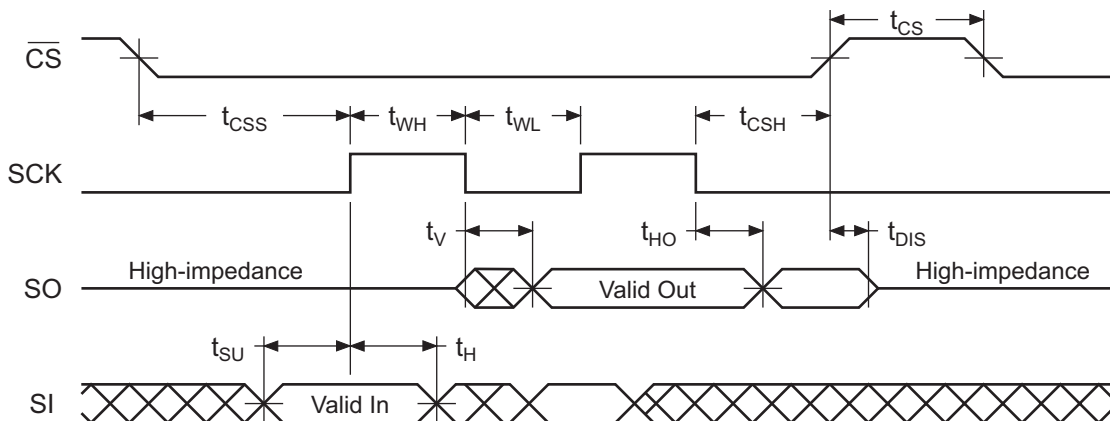 tCS
CS
tCSS tWH tWL tCSH
SCK
tV tHO tDIS
High-impedance High-impedance
SO Valid Out
tSU tH
SI Valid In